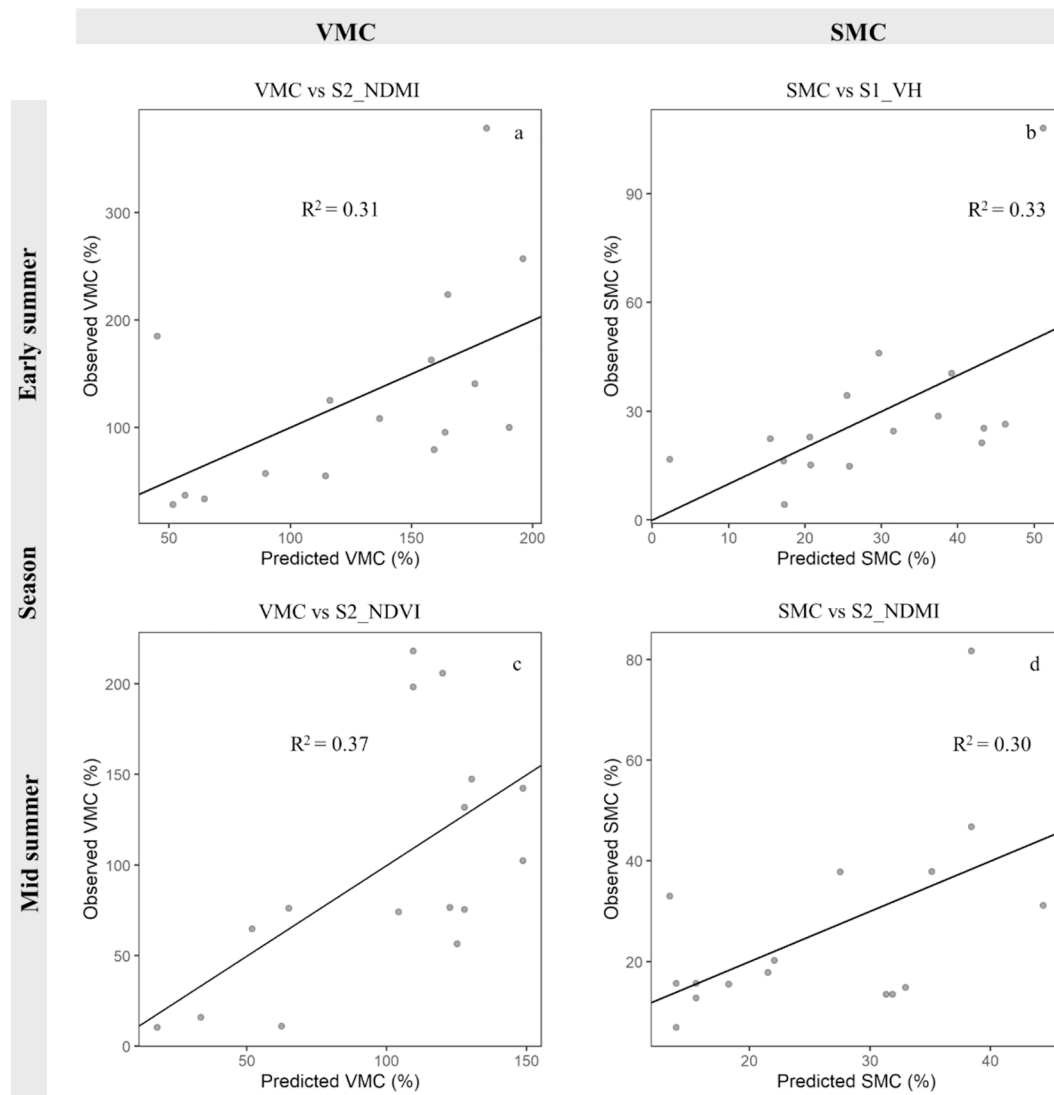 VMC
SMC
Early summer
Season
Mid summer
VMC vs S2_NDMI
a
R² = 0.31
300
200
100
Observed VMC (%)
50
100
150
200
Predicted VMC (%)
SMC vs S1_VH
b
R² = 0.33
90
60
30
0
Observed SMC (%)
0
10
20
30
40
50
Predicted SMC (%)
VMC vs S2_NDVI
c
R² = 0.37
200
150
100
50
0
Observed VMC (%)
50
100
150
Predicted VMC (%)
SMC vs S2_NDMI
d
R² = 0.30
80
60
40
20
Observed SMC (%)
20
30
40
Predicted SMC (%)